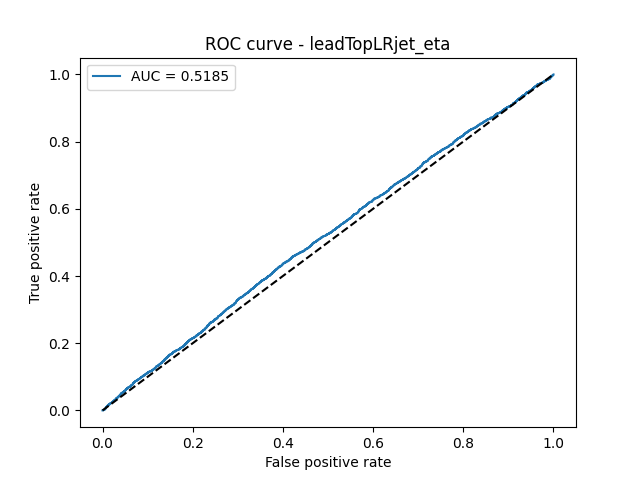 ROC curve - leadTopLRjet_eta
AUC = 0.5185
1.0
0.8
0.6
0.4
0.2
0.0
True positive rate
0.0 0.2 0.4 0.6 0.8 1.0
False positive rate